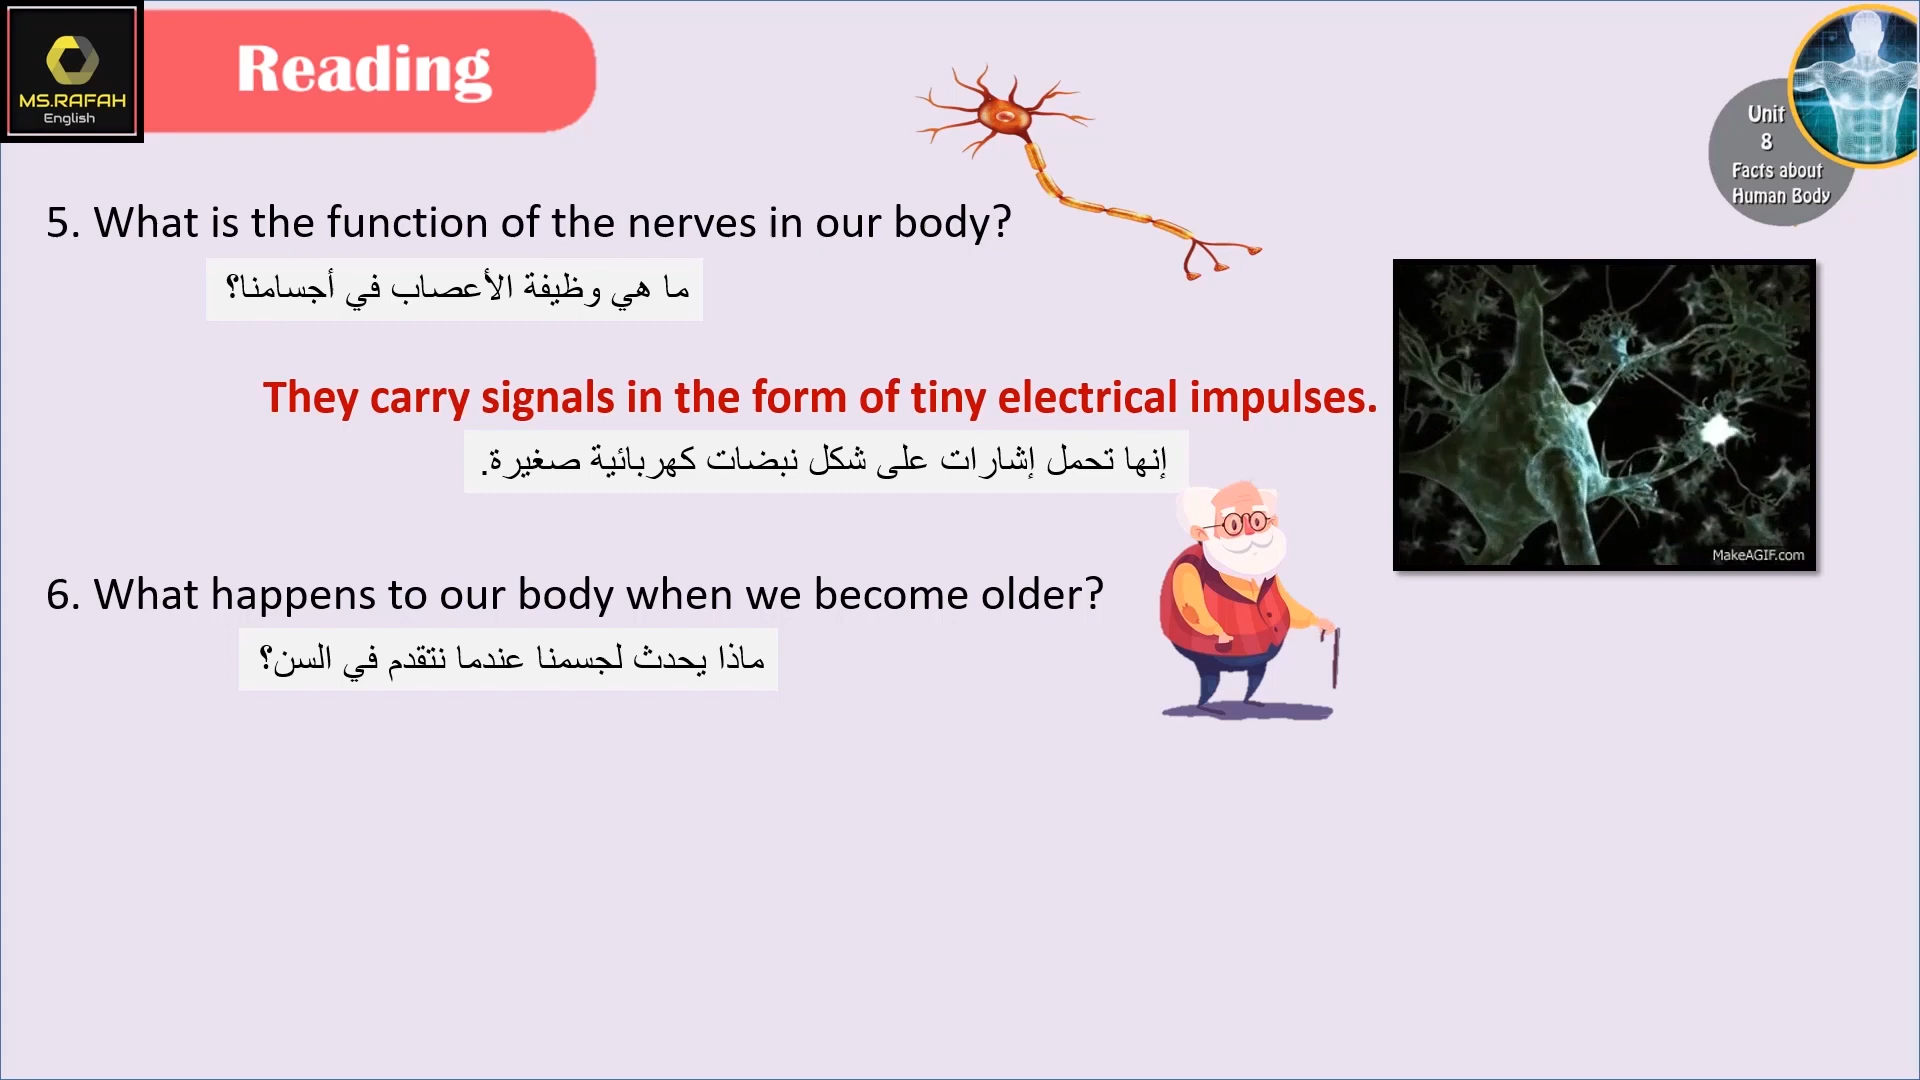 MS.RAFAH
English
Reading
Unit
8
Facts about
Human Body
5. What is the function of the nerves in our body?
ما هي وظيفة الأعصاب في أجسامنا؟
They carry signals in the form of tiny electrical impulses.
إنها تحمل إشارات على شكل نبضات كهربائية صغيرة.
MakeAGIF.com
6. What happens to our body when we become older?
ماذا يحدث لجسمنا عندما نتقدم في السن؟